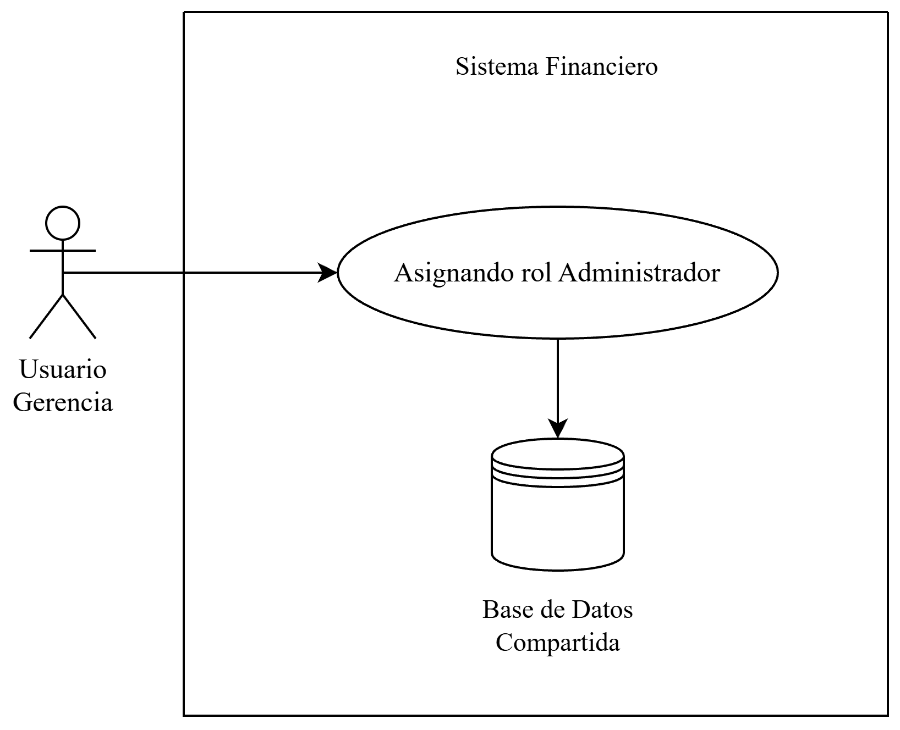 Sistema Financiero
Asignando rol Administrador
Usuario
Gerencia
Base de Datos
Compartida